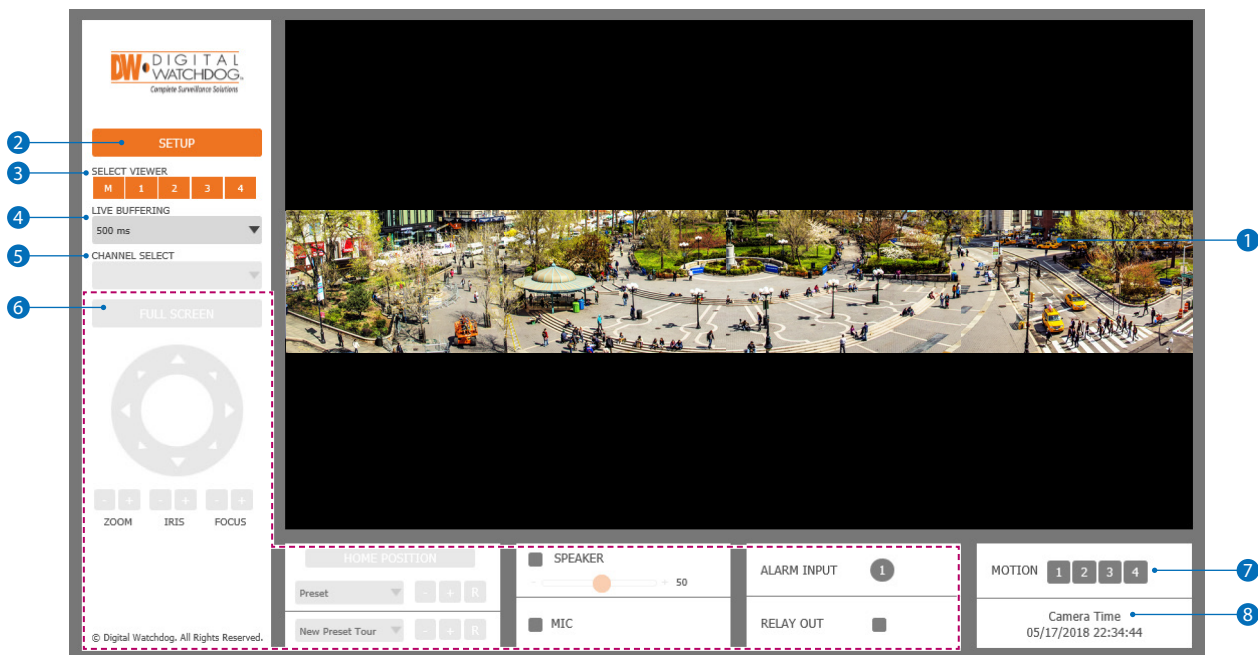 DW DIGITAL
WATCHDOG™
Complete Surveillance Solutions
2
SETUP
3
SELECT VIEWER
M 1 2 3 4
4
LIVE BUFFERING
500 ms
5
CHANNEL SELECT
6
FULL SCREEN
1
- + - + - +
ZOOM IRIS FOCUS
© Digital Watchdog. All Rights Reserved.
HOME POSITION
Preset - + R
New Preset Tour - + R
SPEAKER
- + 50
MIC
ALARM INPUT 1
RELAY OUT
MOTION 1 2 3 4
7
Camera Time
05/17/2018 22:34:44
8